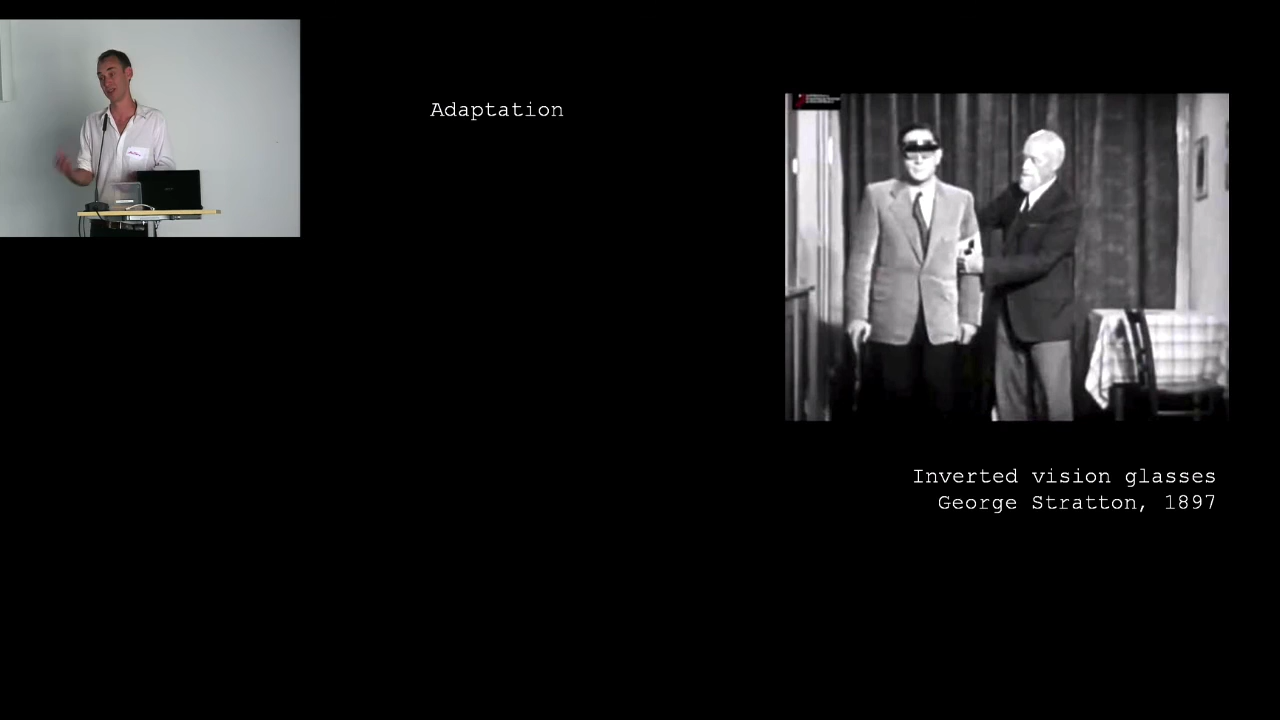 Adaptation
Inverted vision glasses
George Stratton, 1897